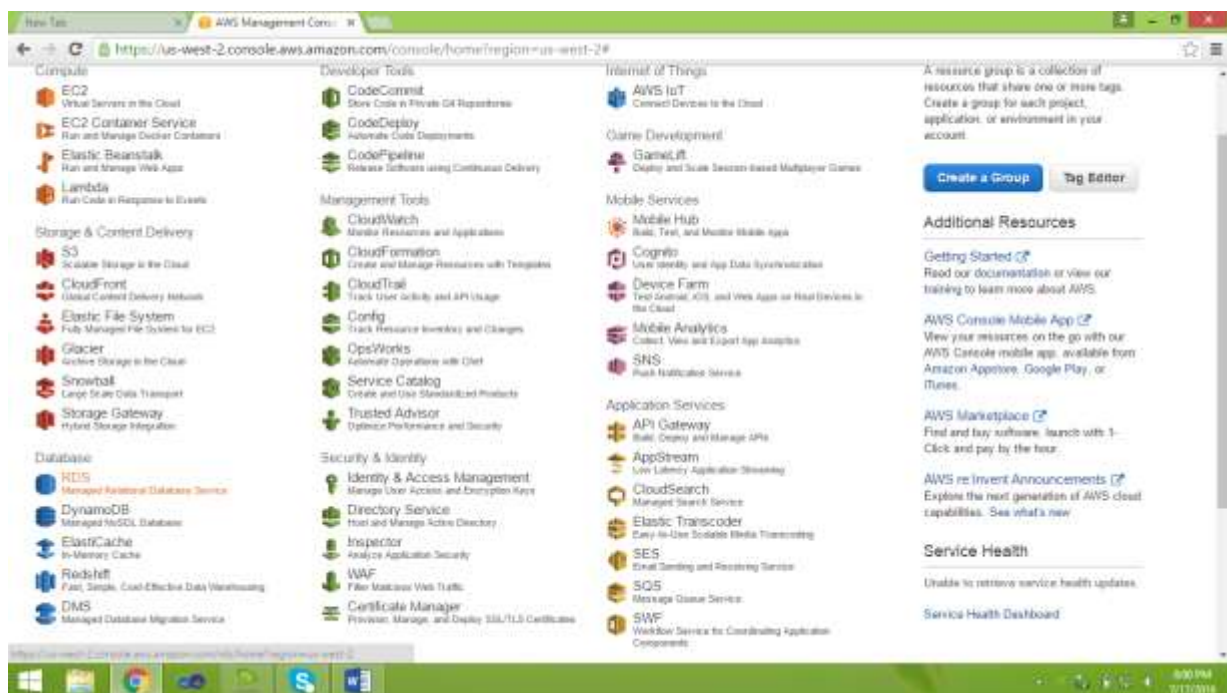 New Tab
AWS Management Cons
https://us-west-2.console.aws.amazon.com/console/home?region=us-west-2#
Compute
EC2
Virtual Servers in the Cloud
EC2 Container Service
Run and Manage Docker Containers
Elastic Beanstalk
Run and Manage Web Apps
Lambda
Run Code in Response to Events
Storage & Content Delivery
S3
Scalable Storage in the Cloud
CloudFront
Global Content Delivery Network
Elastic File System
Fully Managed File System for EC2
Glacier
Archive Storage in the Cloud
Snowball
Large Scale Data Transport
Storage Gateway
Hybrid Storage Integration
Database
RDS
Managed Relational Database Service
DynamoDB
Managed NoSQL Database
ElastiCache
In-Memory Cache
Redshift
Fast, Simple, Cost-Effective Data Warehousing
DMS
Managed Database Migration Service
Developer Tools
CodeCommit
Store Code in Private Git Repositories
CodeDeploy
Automate Code Deployments
CodePipeline
Release Software using Continuous Delivery
Management Tools
CloudWatch
Monitor Resources and Applications
CloudFormation
Create and Manage Resources with Templates
CloudTrail
Track User Activity and API Usage
Config
Track Resource Inventory and Changes
OpsWorks
Automate Operations with Chef
Service Catalog
Create and Use Standardized Products
Trusted Advisor
Optimize Performance and Security
Security & Identity
Identity & Access Management
Manage User Access and Encryption Keys
Directory Service
Host and Manage Active Directory
Inspector
Analyze Application Security
WAF
Filter Malicious Web Traffic
Certificate Manager
Provision, Manage, and Deploy SSL/TLS Certificates
Internet of Things
AWS IoT
Connect Devices to the Cloud
Game Development
GameLift
Deploy and Scale Session-based Multiplayer Games
Mobile Services
Mobile Hub
Build, Test, and Monitor Mobile Apps
Cognito
User Identity and App Data Synchronization
Device Farm
Test Android, iOS, and Web Apps on Real Devices in
the Cloud
Mobile Analytics
Collect, View and Export App Analytics
SNS
Push Notification Service
Application Services
API Gateway
Build, Deploy and Manage APIs
AppStream
Low Latency Application Streaming
CloudSearch
Managed Search Service
Elastic Transcoder
Easy-to-Use Scalable Media Transcoding
SES
Email Sending and Receiving Service
SQS
Message Queue Service
SWF
Workflow Service for Coordinating Application
Components
A resource group is a collection of
resources that share one or more tags.
Create a group for each project,
application, or environment in your
account.
Create a Group
Tag Editor
Additional Resources
Getting Started
Read our documentation or view our
training to learn more about AWS.
AWS Console Mobile App
View your resources on the go with our
AWS Console mobile app, available from
Amazon Appstore, Google Play, or
iTunes.
AWS Marketplace
Find and buy software, launch with 1-
Click and pay by the hour.
AWS re:Invent Announcements
Explore the next generation of AWS cloud
capabilities. See what's new
Service Health
Unable to retrieve service health updates.
Service Health Dashboard
https://us-west-2.console.aws.amazon.com/rds/home?region=us-west-2
8:00 PM